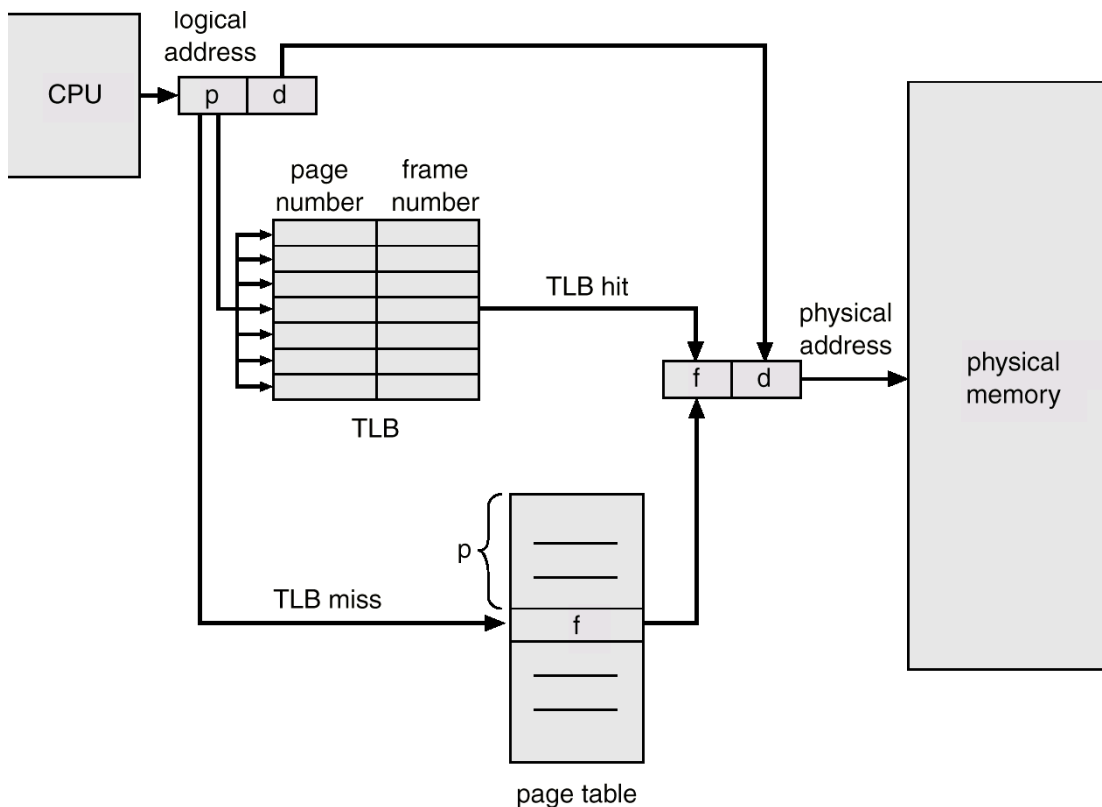 logical
address
CPU
p d
page
number
frame
number
TLB hit
TLB
physical
address
f d
physical
memory
p
TLB miss
f
page table